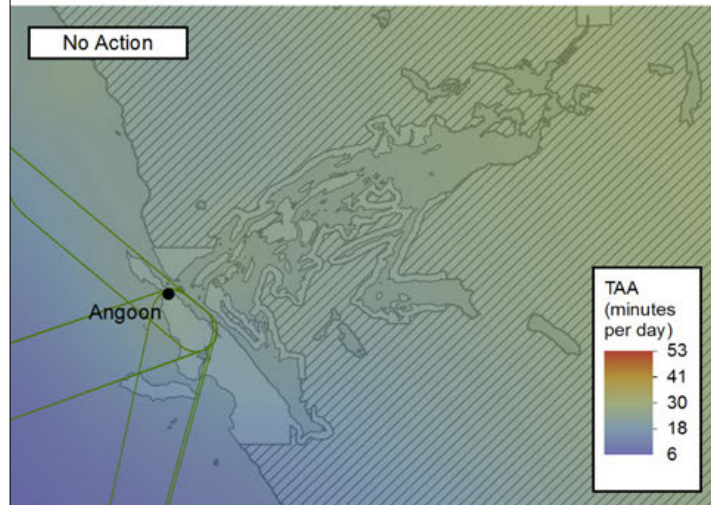 No Action
Angoon
TAA
(minutes
per day)
53
41
30
18
6